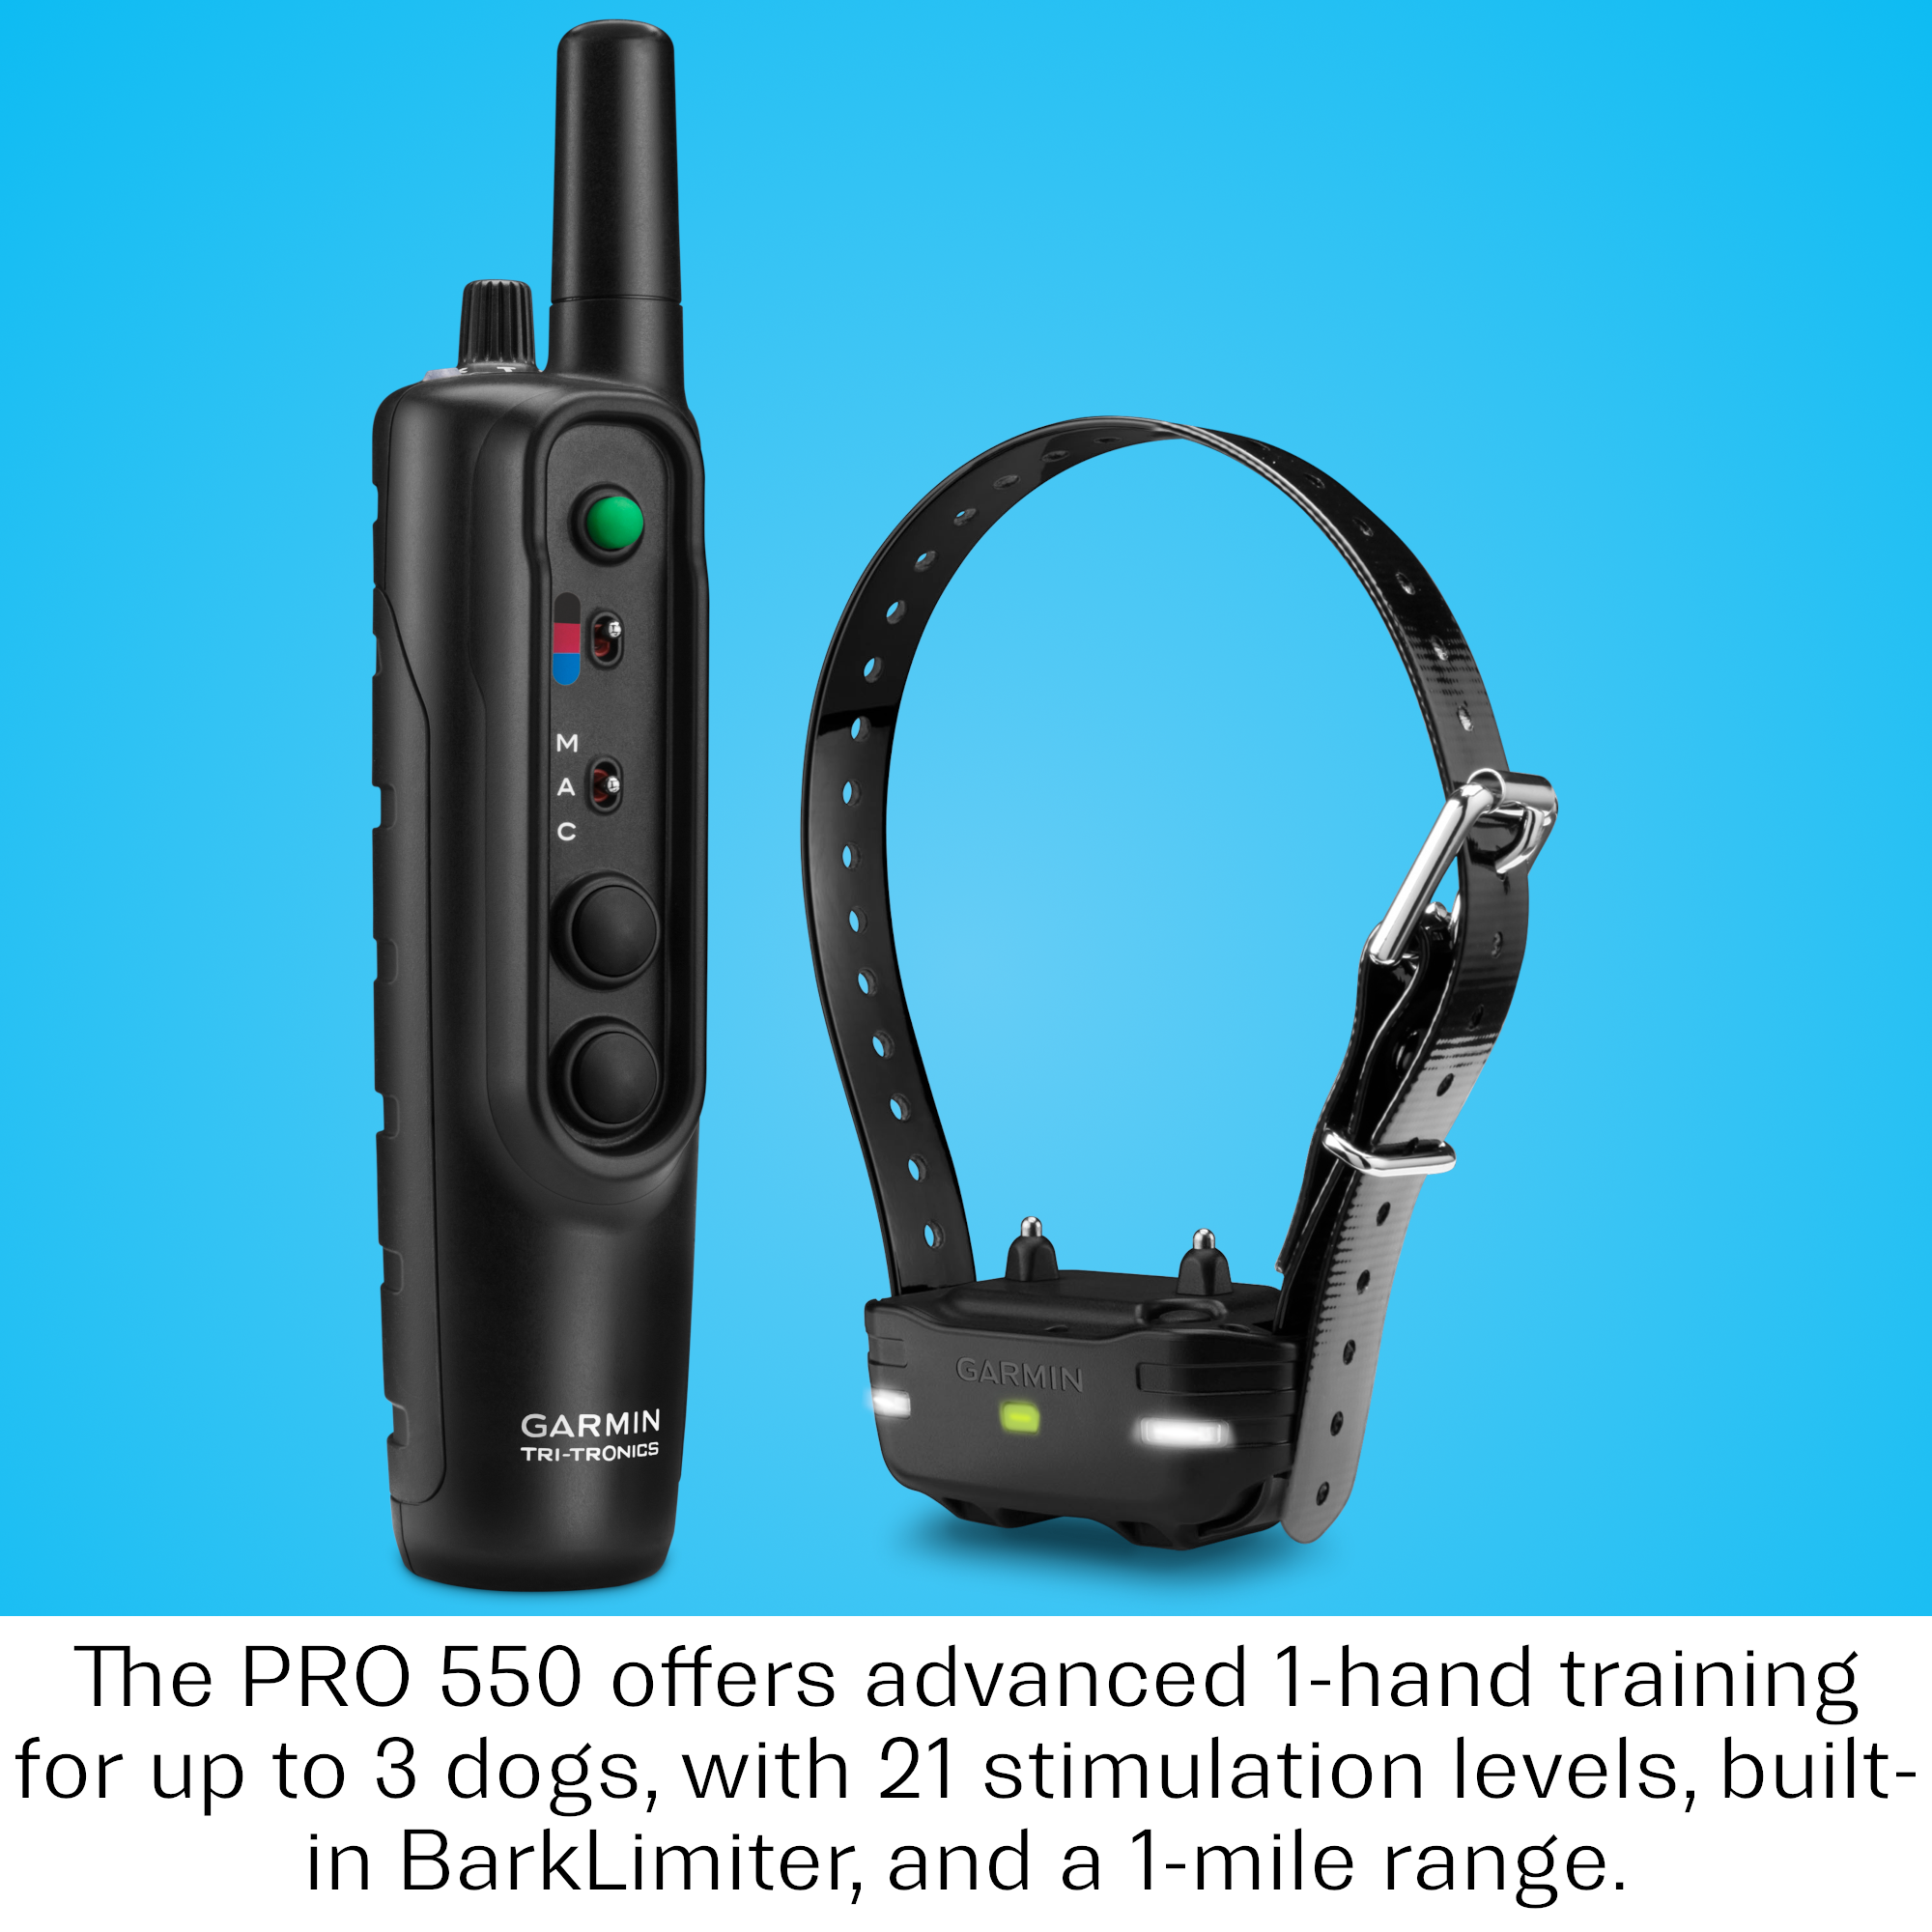 M
A
C
GARMIN
TRI-TRONICS
GARMIN
The PRO 550 offers advanced 1-hand training
for up to 3 dogs, with 21 stimulation levels, built-
in BarkLimiter, and a 1-mile range.